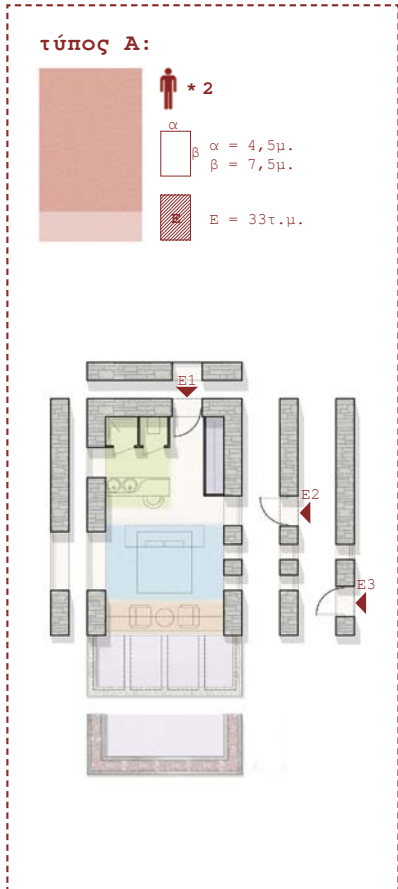 τύπος Α:
* 2
α
β
α = 4,5μ.
β = 7,5μ.
Ε
Ε = 33τ.μ.
Ε1
Ε2
Ε3